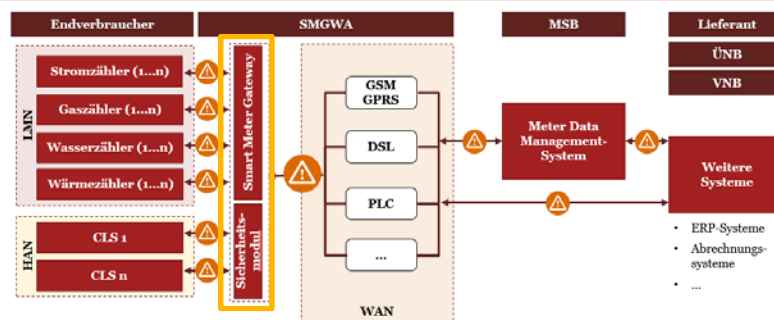 Endverbraucher
SMGWA
MSB
Lieferant
ÜNB
VNB
LMN
Stromzähler (1...n)
Gaszähler (1...n)
Wasserzähler (1...n)
Wärmezähler (1...n)
HAN
CLS 1
CLS n
Smart Meter Gateway
Sicherheits-
modul
GSM
GPRS
DSL
PLC
...
WAN
Meter Data
Management-
System
Weitere
Systeme
• ERP-Systeme
• Abrechnungs-
systeme
• ...